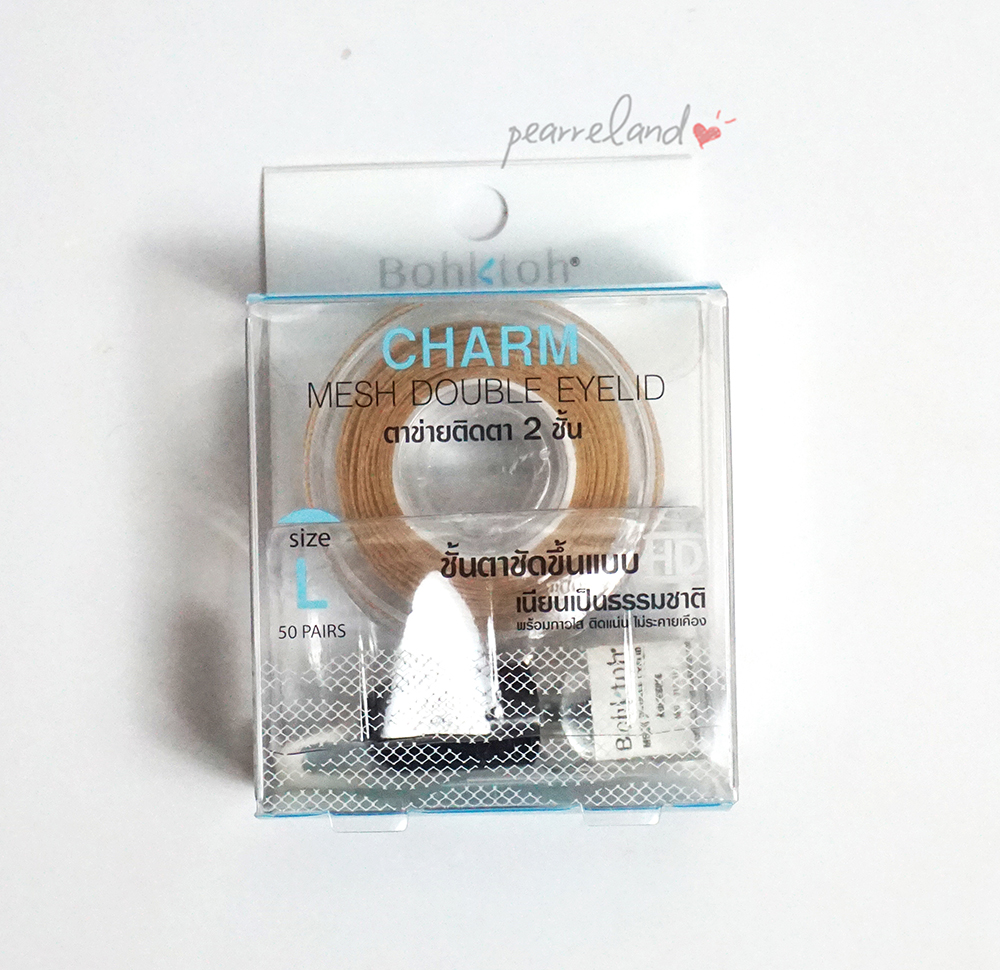 pearreland
Bohktoh®
CHARM
MESH DOUBLE EYELID
ตาข่ายติดตา 2 ชั้น
size
L
50 PAIRS
HD
ชั้นตาชัดขึ้นแบบ
เนียนเป็นธรรมชาติ
พร้อมกาวใส ติดแน่น ไม่ระคายเคือง
Bohktoh